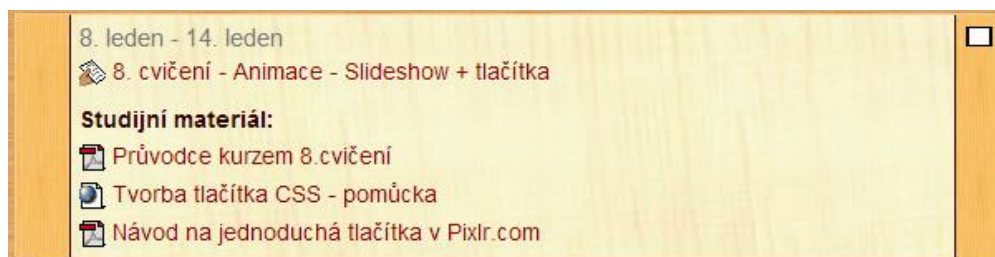 8. leden - 14. leden
8. cvičení - Animace - Slideshow + tlačítka
Studijní materiál:
Průvodce kurzem 8.cvičení
Tvorba tlačítka CSS - pomůcka
Návod na jednoduchá tlačítka v Pixlr.com